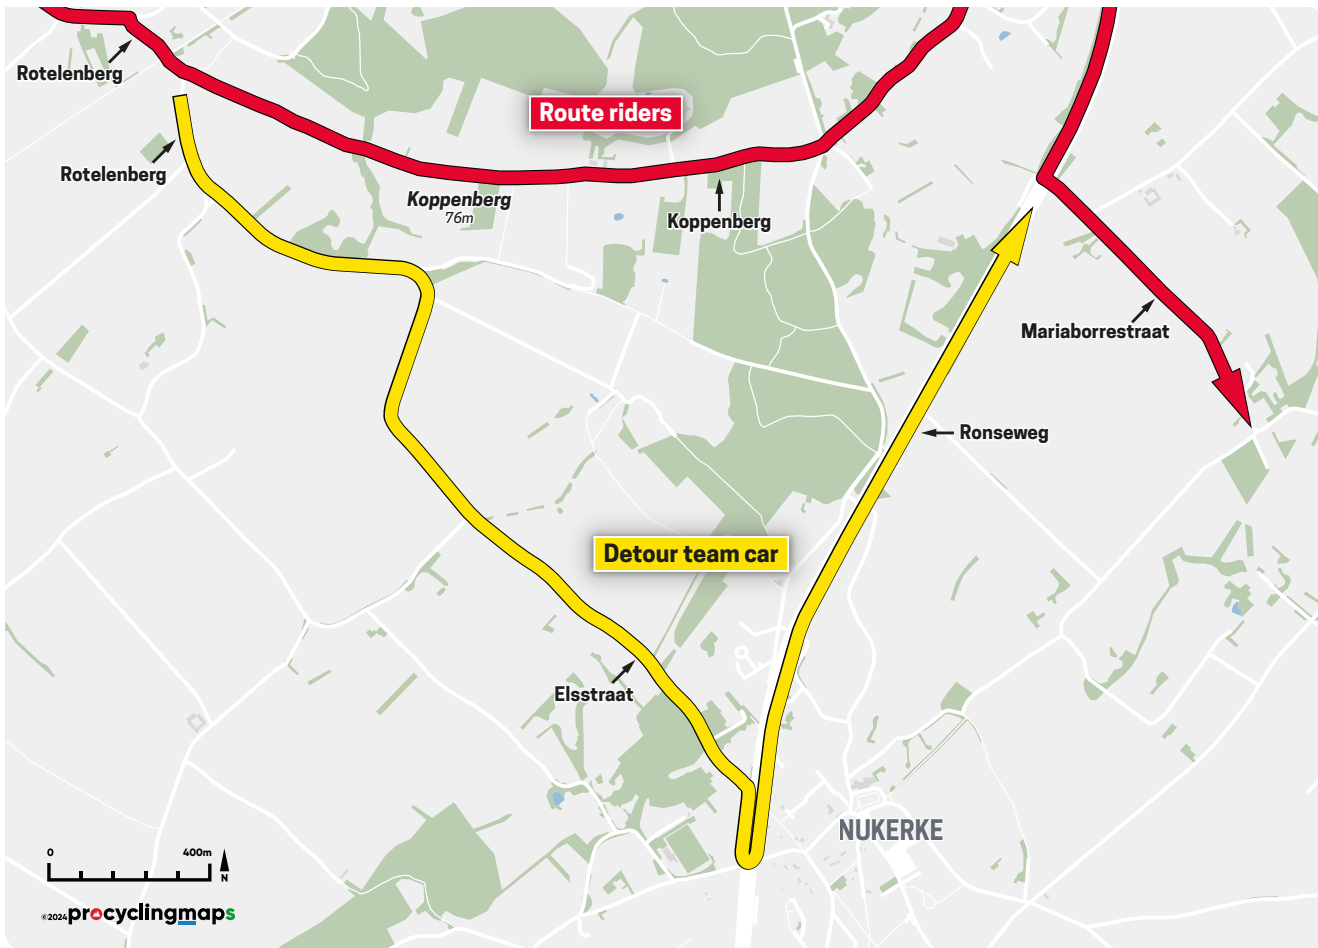 Rotelenberg
Route riders
Rotelenberg
Koppenberg
76m
Koppenberg
Mariaborrestraat
Ronseweg
Detour team car
Elsstraat
NUKERKE
0 400m
N
©2024 procyclingmaps